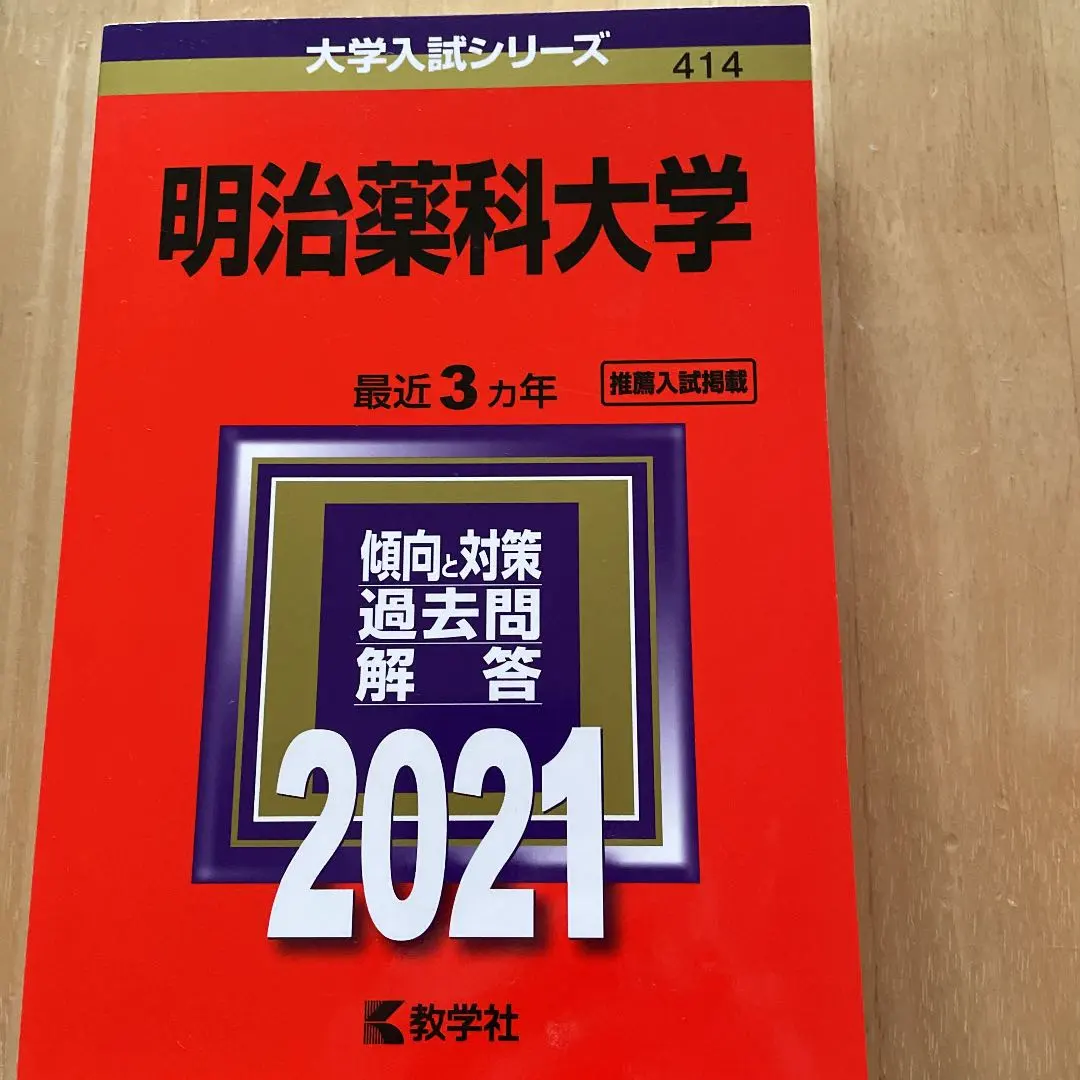 大学入試シリーズ
414
明治薬科大学
最近3ヵ年
推薦入試掲載
傾向と対策
過去問
解答
2021
教学社